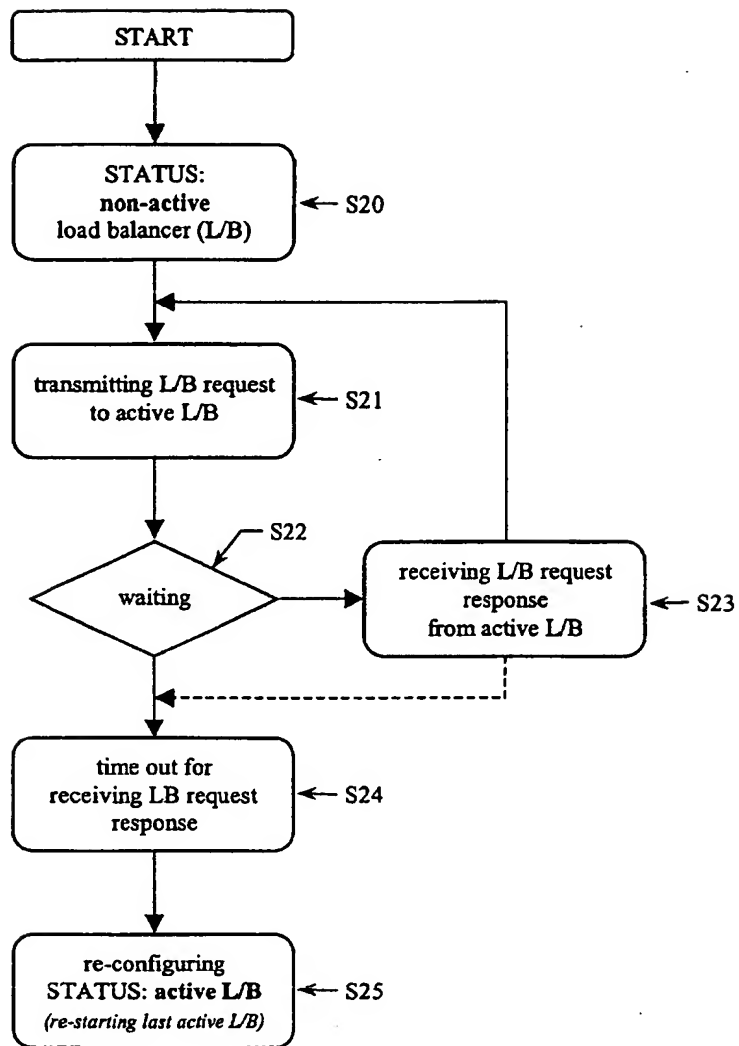 START
STATUS:
non-active
load balancer (L/B)
S20
transmitting L/B request
to active L/B
S21
S22
waiting
receiving L/B request
response
from active L/B
S23
time out for
receiving LB request
response
S24
re-configuring
STATUS: active L/B
(re-starting last active L/B)
S25